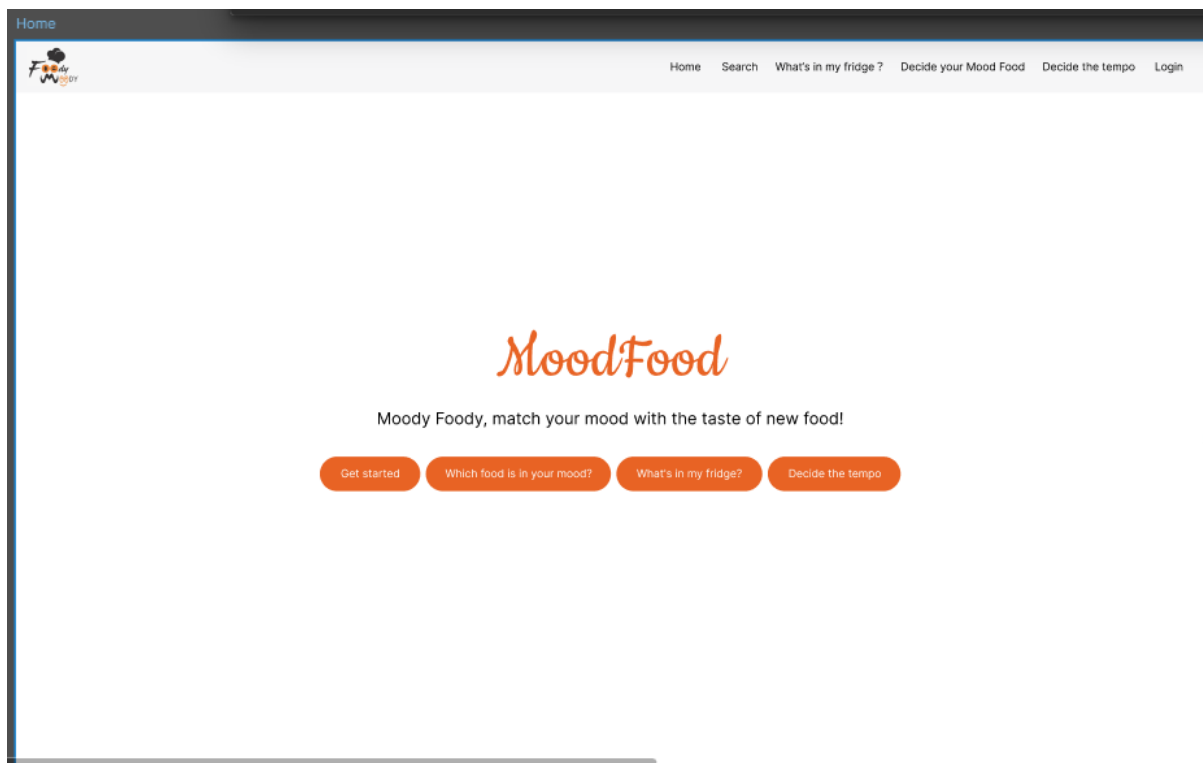 Home
Foody
Moody
Home Search What's in my fridge ? Decide your Mood Food Decide the tempo Login
MoodFood
Moody Foody, match your mood with the taste of new food!
Get started Which food is in your mood? What's in my fridge? Decide the tempo